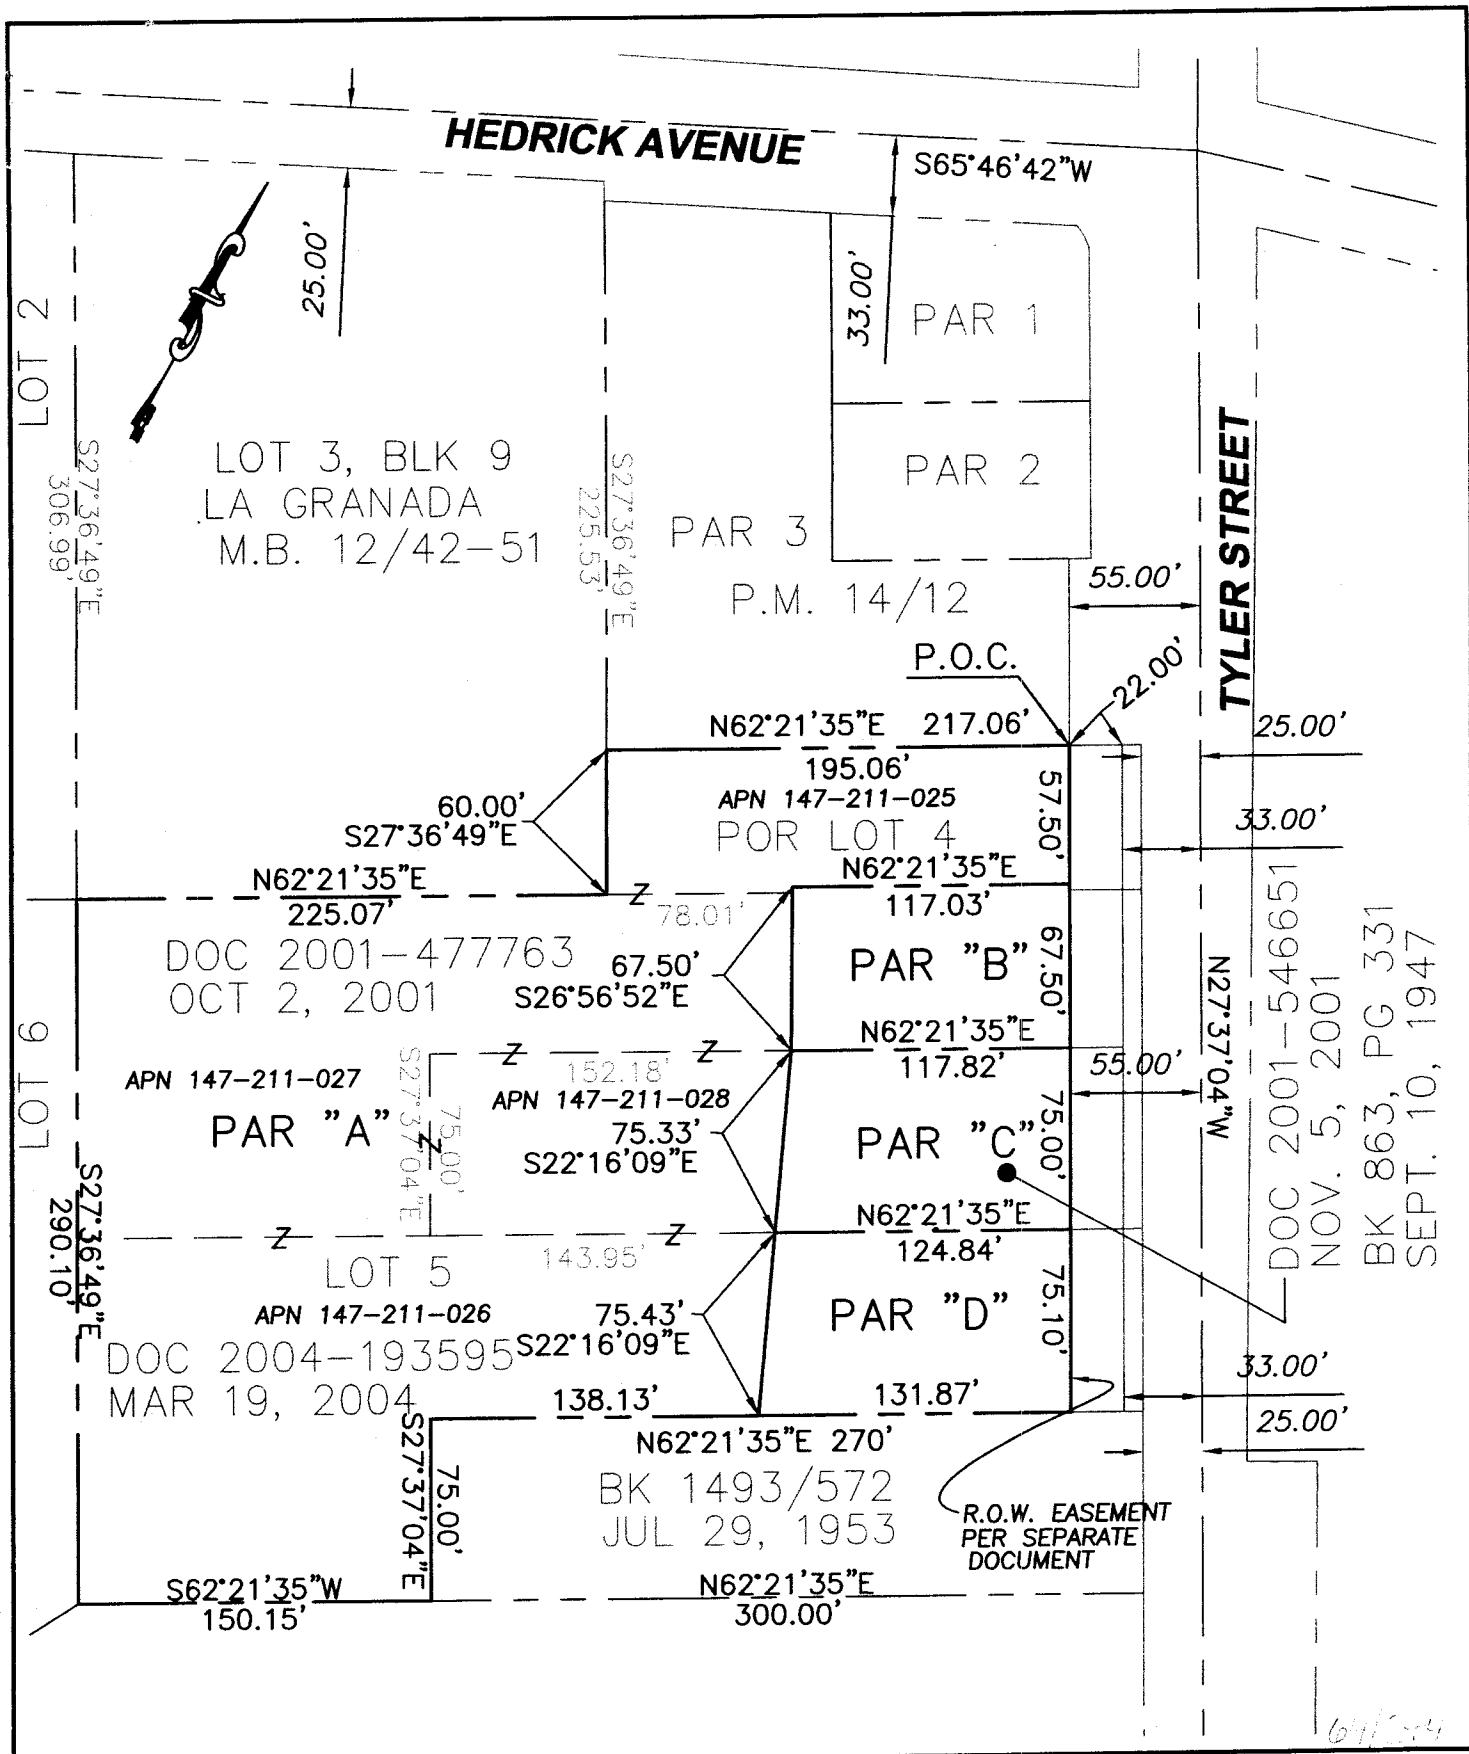 HEDRICK AVENUE
S65°46'42"W
25.00'
33.00'
LOT 2
PAR 1
PAR 2
LOT 3, BLK 9
LA GRANADA
M.B. 12/42-51
S27°36'49"E
306.99'
S27°36'49"E
225.53'
PAR 3
P.M. 14/12
TYLER STREET
55.00'
P.O.C.
22.00'
N62°21'35"E 217.06'
195.06'
25.00'
60.00'
S27°36'49"E
APN 147-211-025
POR LOT 4
57.50'
33.00'
N62°21'35"E
225.07'
N62°21'35"E
117.03'
Z
78.01'
DOC 2001-477763
OCT 2, 2001
67.50'
S26°56'52"E
PAR "B"
67.50'
N27°37'04"W
DOC 2001-546651
NOV. 5, 2001
BK 863, PG 331
SEPT. 10, 1947
LOT 6
N62°21'35"E
117.82'
55.00'
Z
Z
152.18'
APN 147-211-027
PAR "A"
S27°37'04"E
75.00'
Z
APN 147-211-028
75.33'
S22°16'09"E
PAR "C"
75.00'
S27°36'49"E
290.10'
N62°21'35"E
124.84'
Z
Z
143.95'
LOT 5
APN 147-211-026
75.43'
S22°16'09"E
PAR "D"
75.10'
DOC 2004-193595
MAR 19, 2004
33.00'
138.13'
131.87'
N62°21'35"E 270'
25.00'
S27°37'04"E
75.00'
BK 1493/572
JUL 29, 1953
R.O.W. EASEMENT
PER SEPARATE
DOCUMENT
S62°21'35"W
150.15'
N62°21'35"E
300.00'